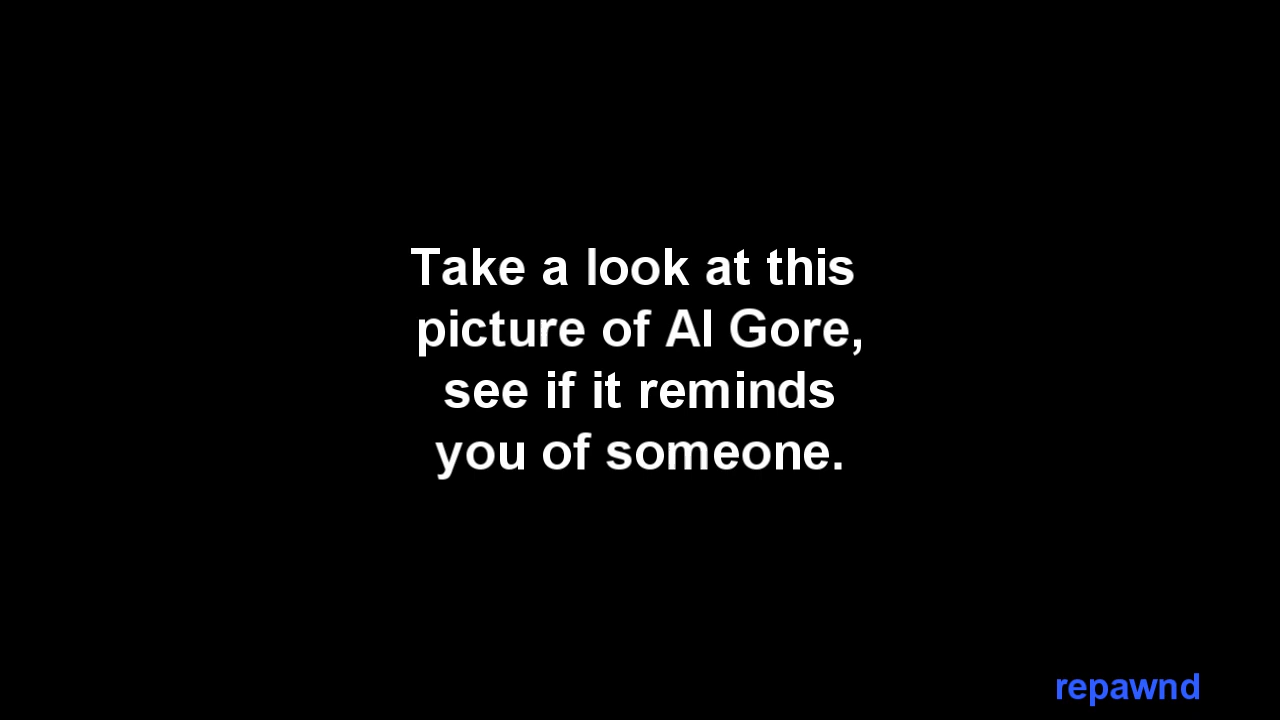 Take a look at this
picture of Al Gore,
see if it reminds
you of someone.
repawnd